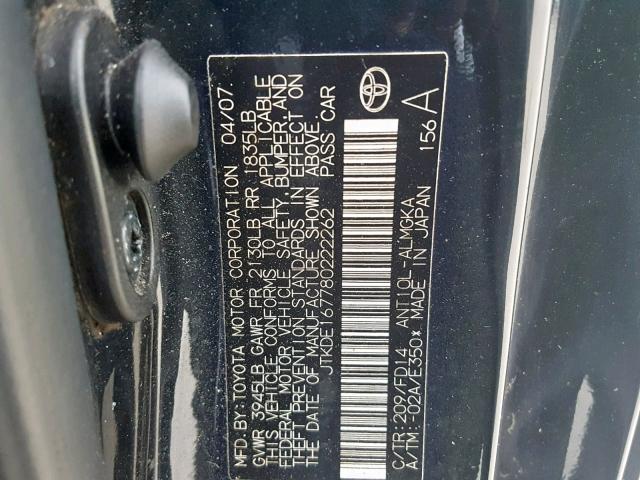 MFD. BY: TOYOTA MOTOR CORPORATION 04/07
GVWR 3945LB GAWR FR 2130LB RR 1835LB
THIS VEHICLE CONFORMS TO ALL APPLICABLE
FEDERAL MOTOR VEHICLE SAFETY, BUMPER, AND
THEFT PREVENTION STANDARDS IN EFFECT ON
THE DATE OF MANUFACTURE SHOWN ABOVE.
JTKDE167780222262 PASS CAR
C/TR: 209/FD14 ANT10L-ALMGKA
A/TM: -02A/E350* MADE IN JAPAN
156 A